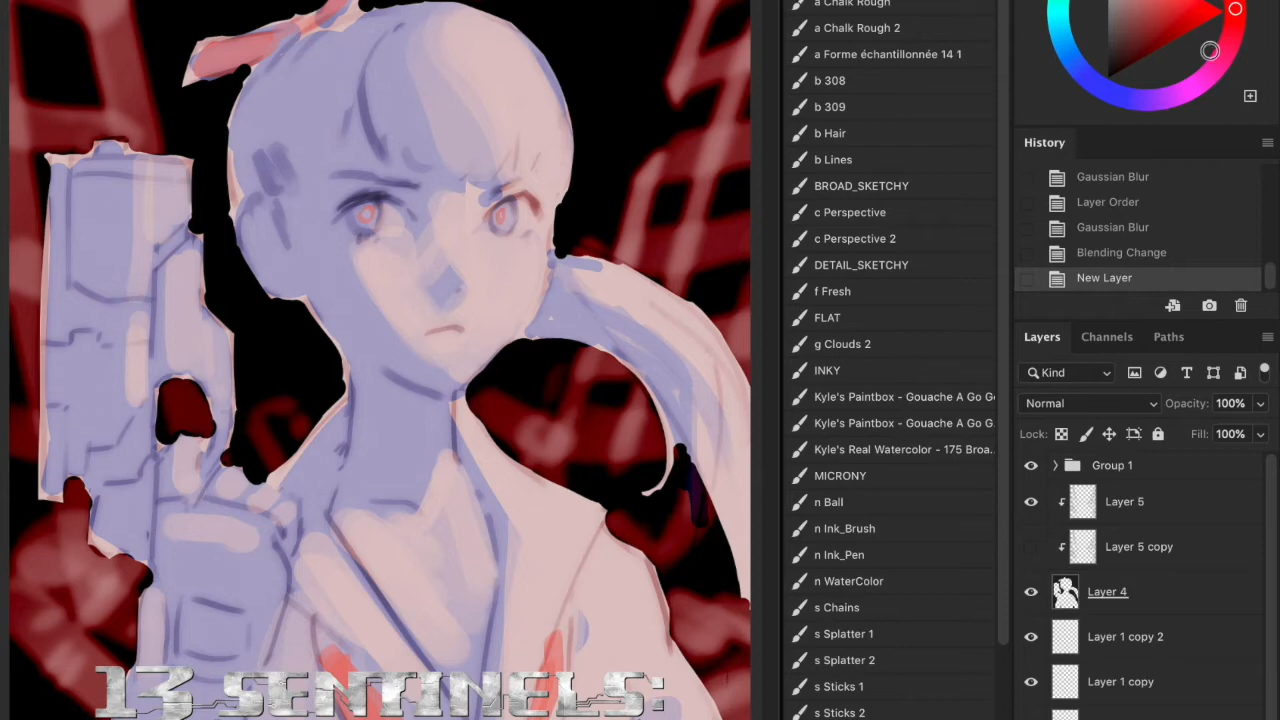 13 SENTINELS:
a Chalk Rough
a Chalk Rough 2
a Forme échantillonnée 14 1
b 308
b 309
b Hair
b Lines
BROAD_SKETCHY
c Perspective
c Perspective 2
DETAIL_SKETCHY
f Fresh
FLAT
g Clouds 2
INKY
Kyle's Paintbox - Gouache A Go G
Kyle's Paintbox - Gouache A Go G.
Kyle's Real Watercolor - 175 Broa...
MICRONY
n Ball
n Ink_Brush
n Ink_Pen
n WaterColor
s Chains
s Splatter 1
s Splatter 2
s Sticks 1
s Sticks 2
History
Gaussian Blur
Layer Order
Gaussian Blur
Blending Change
New Layer
Layers Channels Paths
Kind
Normal Opacity: 100%
Lock: Fill: 100%
Group 1
Layer 5
Layer 5 copy
Layer 4
Layer 1 copy 2
Layer 1 copy